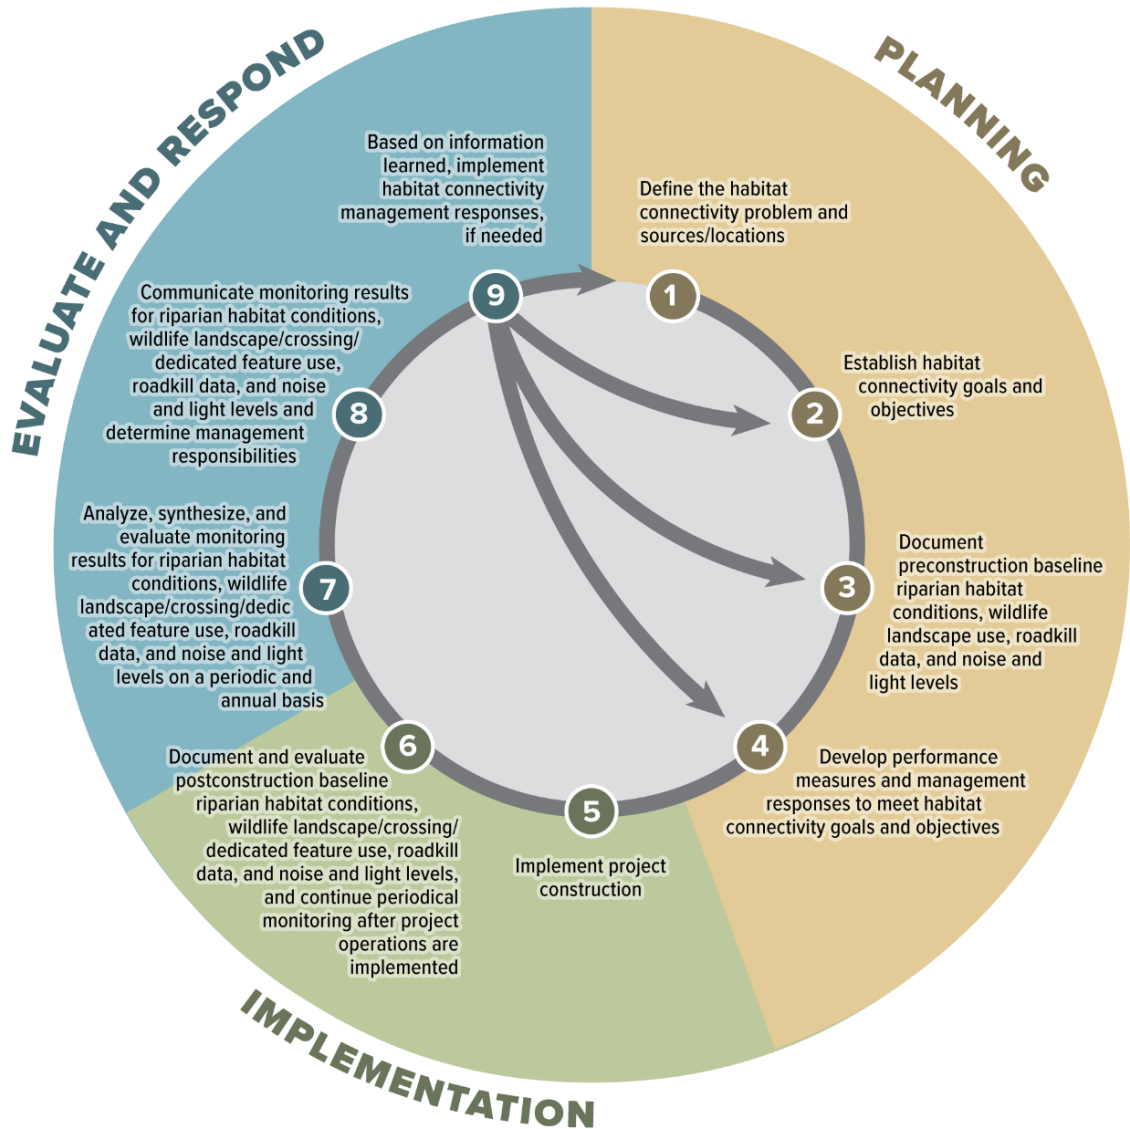 PLANNING
1
Define the habitat
connectivity problem and
sources/locations
2
Establish habitat
connectivity goals and
objectives
3
Document
preconstruction baseline
riparian habitat
conditions, wildlife
landscape use, roadkill
data, and noise and
light levels
4
Develop performance
measures and management
responses to meet habitat
connectivity goals and objectives
IMPLEMENTATION
5
Implement project
construction
6
Document and evaluate
postconstruction baseline
riparian habitat conditions,
wildlife landscape/crossing/
dedicated feature use, roadkill
data, and noise and light levels,
and continue periodical
monitoring after project
operations are
implemented
EVALUATE AND RESPOND
7
Analyze, synthesize, and
evaluate monitoring
results for riparian habitat
conditions, wildlife
landscape/crossing/dedic
ated feature use, roadkill
data, and noise and light
levels on a periodic and
annual basis
8
Communicate monitoring results
for riparian habitat conditions,
wildlife landscape/crossing/
dedicated feature use,
roadkill data, and noise
and light levels and
determine management
responsibilities
9
Based on information
learned, implement
habitat connectivity
management responses,
if needed